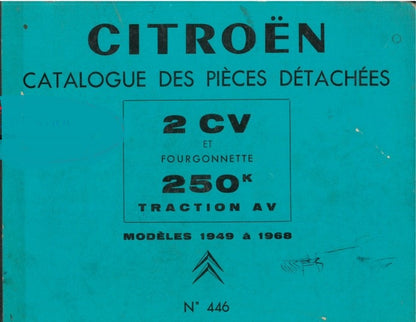 CITROËN
CATALOGUE DES PIÈCES DÉTACHÉES
2 CV
ET
FOURGONNETTE
250K
TRACTION AV
MODÈLES 1949 à 1968
N° 446